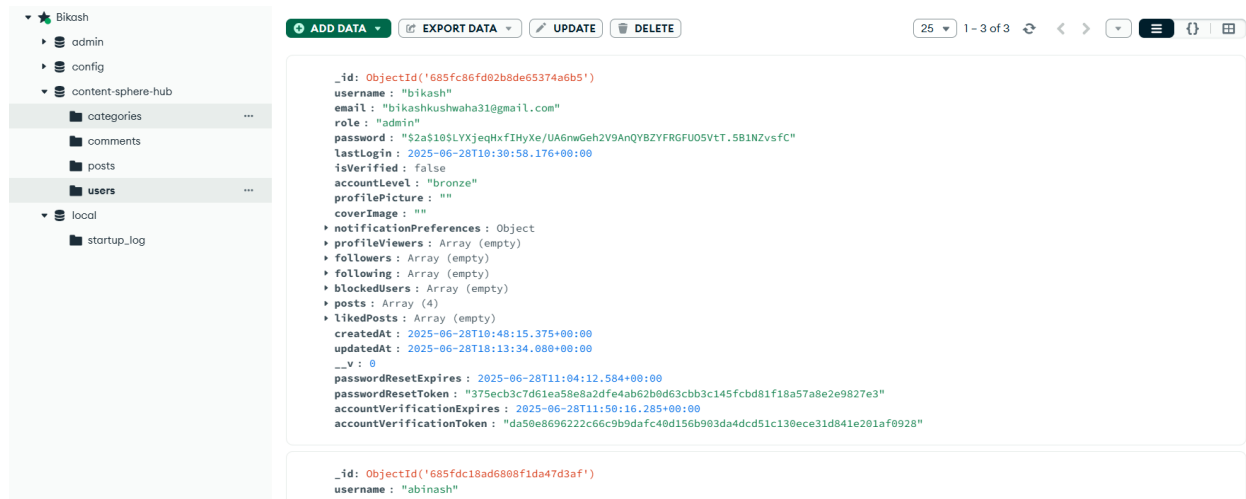 Bikash
admin
config
content-sphere-hub
categories
comments
posts
users
local
startup_log
ADD DATA
EXPORT DATA
UPDATE
DELETE
25
1 – 3 of 3
{}
_id: ObjectId('685fc86fd02b8de65374a6b5')
username : "bikash"
email : "bikashkushwaha31@gmail.com"
role : "admin"
password : "$2a$10$LYXjeqHxfIHyXe/UA6nwGeh2V9AnQYBZYFRGFUO5VtT.5B1NZvsfC"
lastLogin : 2025-06-28T10:30:58.176+00:00
isVerified : false
accountLevel : "bronze"
profilePicture : ""
coverImage : ""
notificationPreferences : Object
profileViewers : Array (empty)
followers : Array (empty)
following : Array (empty)
blockedUsers : Array (empty)
posts : Array (4)
likedPosts : Array (empty)
createdAt : 2025-06-28T10:48:15.375+00:00
updatedAt : 2025-06-28T18:13:34.080+00:00
__v : 0
passwordResetExpires : 2025-06-28T11:04:12.584+00:00
passwordResetToken : "375ecb3c7d61ea58e8a2dfe4ab62b0d63cbb3c145fcbd81f18a57a8e2e9827e3"
accountVerificationExpires : 2025-06-28T11:50:16.285+00:00
accountVerificationToken : "da50e8696222c66c9b9dafc40d156b903da4dcd51c130ece31d841e201af0928"
_id: ObjectId('685fdc18ad6808f1da47d3af')
username : "abinash"